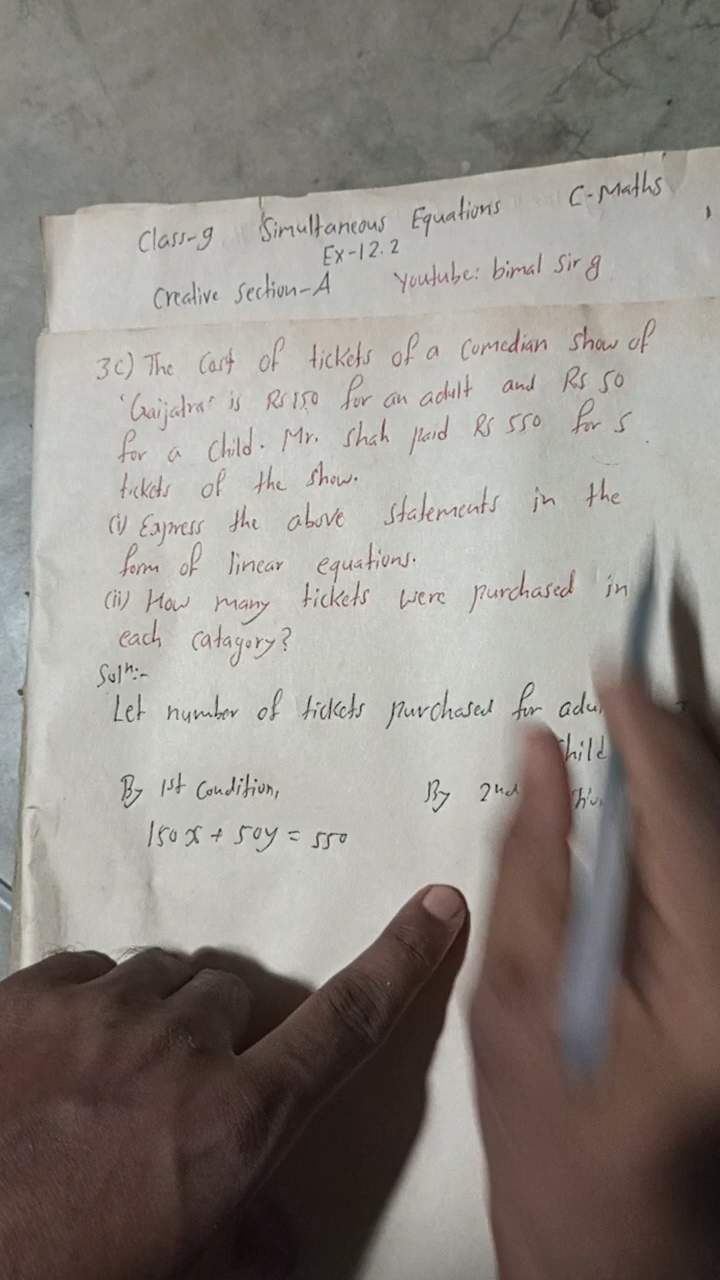 Class-9 Simultaneous Equations C-Maths
Ex-12.2
Creative Section-A Youtube: bimal Sir g
3c) The Cost of tickets of a Comedian show of
'Gaijatra' is Rs 150 for an adult and Rs 50
for a Child. Mr. Shah paid Rs 550 for 5
tickets of the show.
(i) Express the above statements in the
form of linear equations.
(ii) How many tickets were purchased in
each catagory?
Solⁿ:-
Let number of tickets purchased for
By 1st Condition, By 2nd
150x + 50y = 550